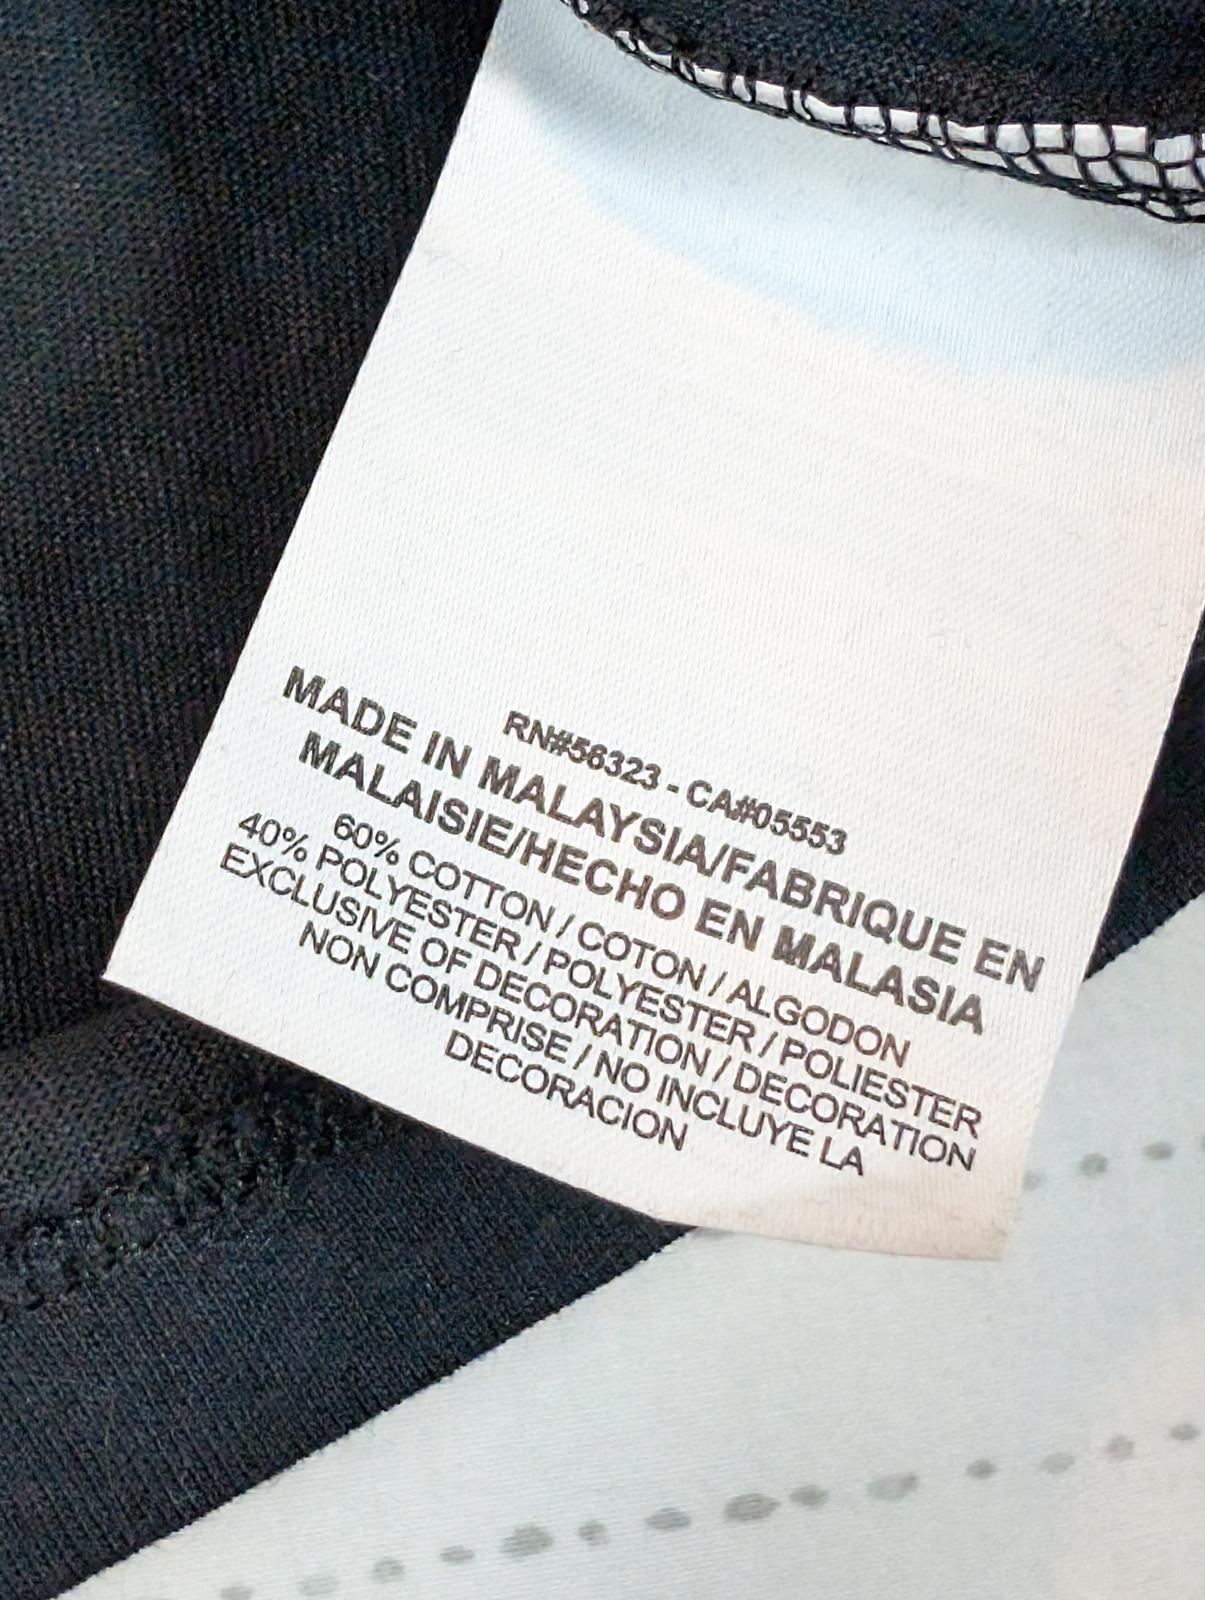 RN#56323 - CA#05553
MADE IN MALAYSIA/FABRIQUE EN
MALAISIE/HECHO EN MALASIA
60% COTTON / COTON / ALGODON
40% POLYESTER / POLYESTER / POLIESTER
EXCLUSIVE OF DECORATION / DECORATION
NON COMPRISE / NO INCLUYE LA
DECORACION